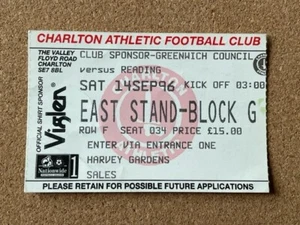 CHARLTON ATHLETIC FOOTBALL CLUB
THE VALLEY
FLOYD ROAD
CHARLTON
SE7 8BL
CLUB SPONSOR-GREENWICH COUNCIL
versus READING
SAT 14SEP96 KICK OFF 03:00
EAST STAND-BLOCK G
ROW F SEAT 034 PRICE £15.00
ENTER VIA ENTRANCE ONE
HARVEY GARDENS
SALES
OFFICIAL SHIRT SPONSOR
Viglen
Nationwide
1
PLEASE RETAIN FOR POSSIBLE FUTURE APPLICATIONS